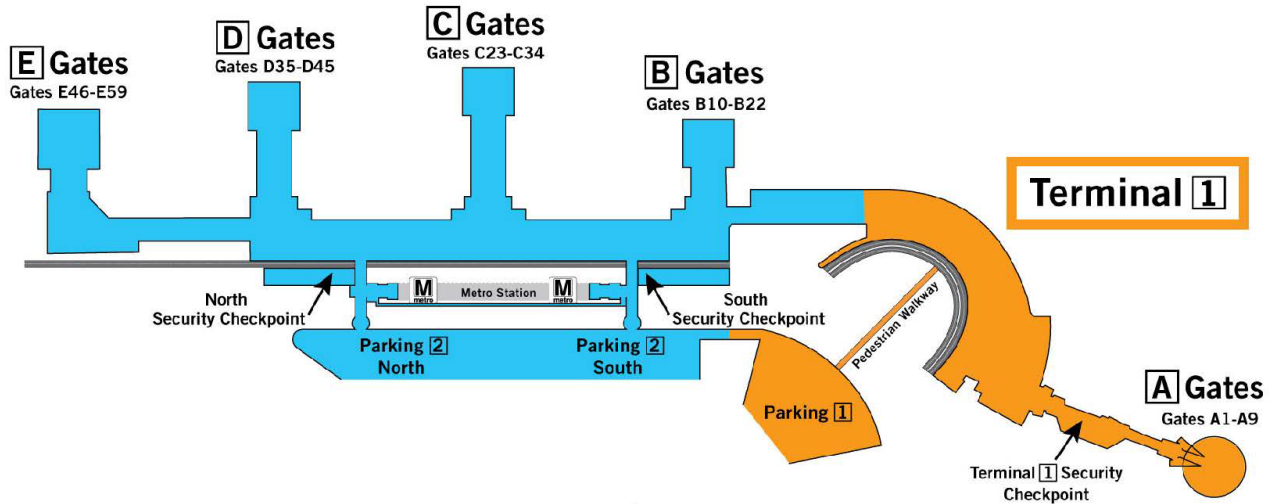 E Gates
Gates E46-E59
D Gates
Gates D35-D45
C Gates
Gates C23-C34
B Gates
Gates B10-B22
Terminal 1
North
Security Checkpoint
M
metro
Metro Station
M
metro
South
Security Checkpoint
Pedestrian Walkway
Parking 2
North
Parking 2
South
Parking 1
A Gates
Gates A1-A9
Terminal 1 Security
Checkpoint